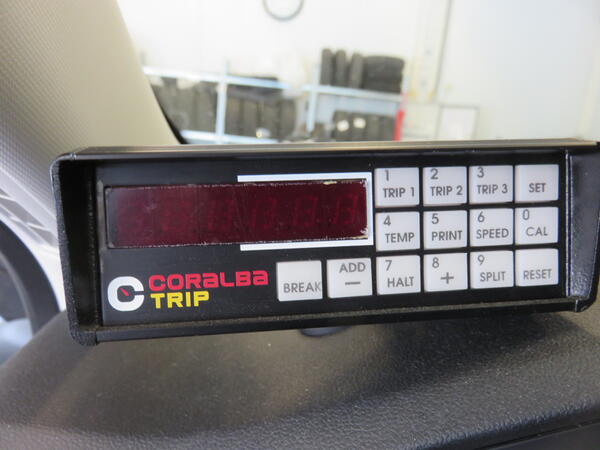 1 TRIP 1
2 TRIP 2
3 TRIP 3
SET
4 TEMP
5 PRINT
6 SPEED
0 CAL
CORALBA
TRIP
BREAK
ADD −
7 HALT
8 +
9 SPLIT
RESET